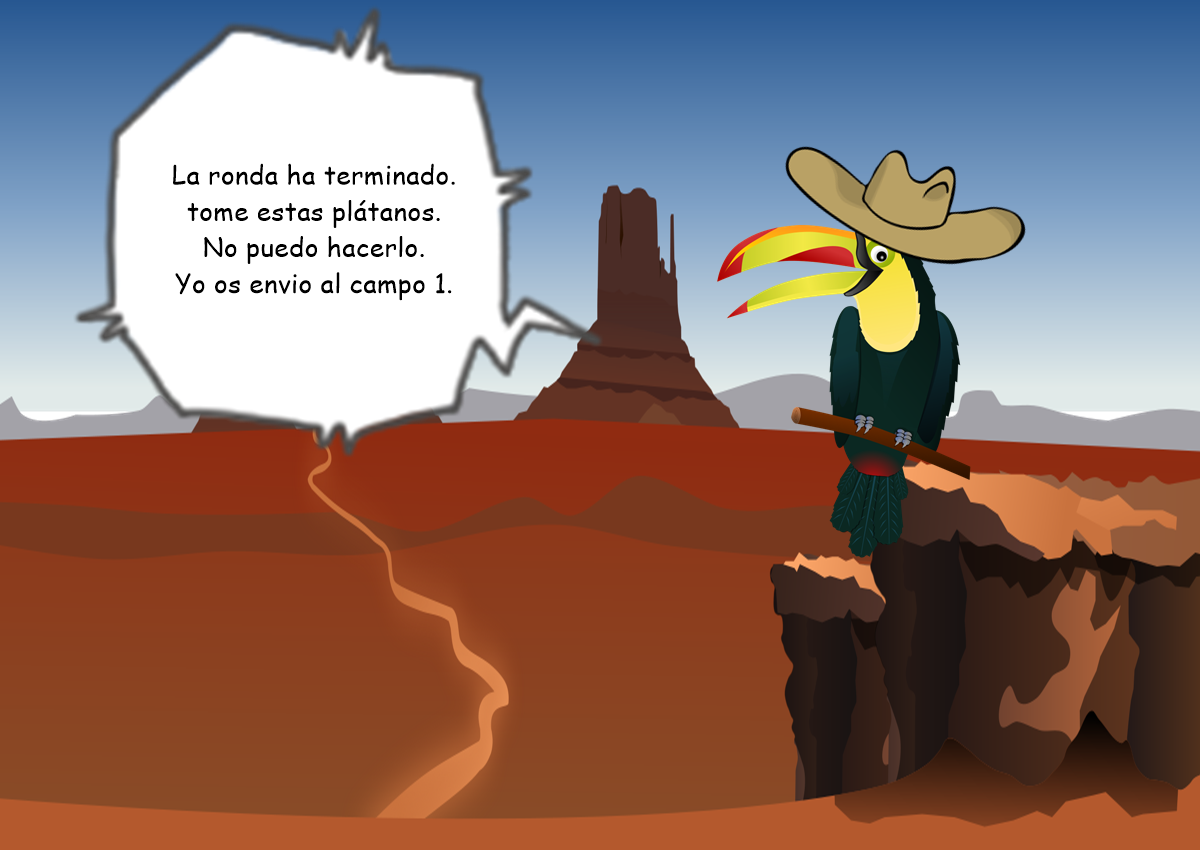 La ronda ha terminado.
tome estas plátanos.
No puedo hacerlo.
Yo os envio al campo 1.